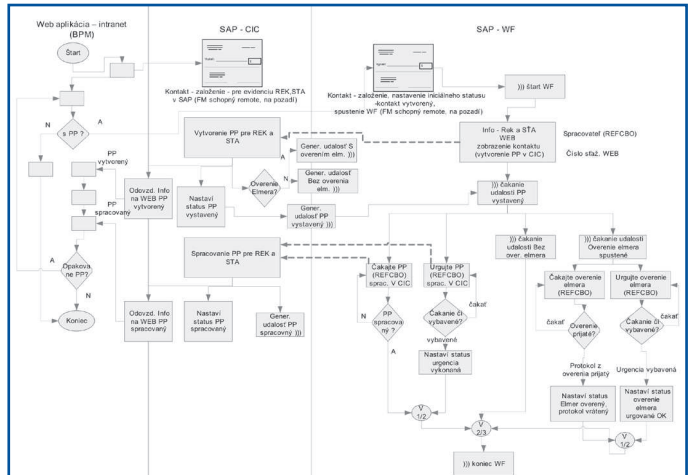 Web aplikácia – intranet
(BPM)
Štart
s PP ?
N
A
PP
vytvorený
PP
spracovaný
Opakova
ne PP?
A
N
Koniec
SAP - CIC
Kontakt - založenie - pre evidenciu REK,STA
v SAP (FM schopný remote, na pozadí)
Vytvorenie PP pre REK a
STA
Odovzd. Info
na WEB PP
vytvorený
Nastaví
status PP
vystavený
Overenie
Elmera?
A
N
Gener. udalosť S
overením elm. )))
Gener. udalosť
Bez overenia
elm. )))
Gener.
udalosť PP
vystavený )))
Spracovanie PP pre REK a
STA
Odovzd. Info
na WEB PP
spracovaný
Nastaví
status PP
spracovaný
Gener.
udalosť PP
spracovný )))
SAP - WF
Kontakt - založenie, nastavenie iniciálneho statusu
-kontakt vytvorený,
spustenie WF (FM schopný remote, na pozadí)
))) štart WF
Info - Rek a SŤA
WEB
zobrazenie kontaktu
(vytvorenie PP v CIC)
Spracovateľ (REFCBO)
Číslo sťaž. WEB
))) čakanie
udalosti PP
vystavený
))) čakanie
udalosti Bez
over. elmera
))) čakanie udalosti
Overenie elmera
spustené
Čakajte PP
(REFCBO)
sprac. V CIC
Urgujte PP
(REFCBO)
sprac. V CIC
Čakajte overenie
elmera
(REFCBO)
Urgujte overenie
elmera
(REFCBO)
N
PP
spracova
ný ?
A
Čakanie či
vybavené?
čakať
vybavené
Nastaví status
urgencia
vykonaná
čakať
Overenie
prijaté?
Čakanie či
vybavené?
čakať
Protokol z
overenia prijatý
Urgencia vybavená
Nastaví status
Elmer overený,
protokol vrátený
Nastaví status
overenie
elmera
urgované OK
V
1/2
V
2/3
V
1/2
))) koniec WF